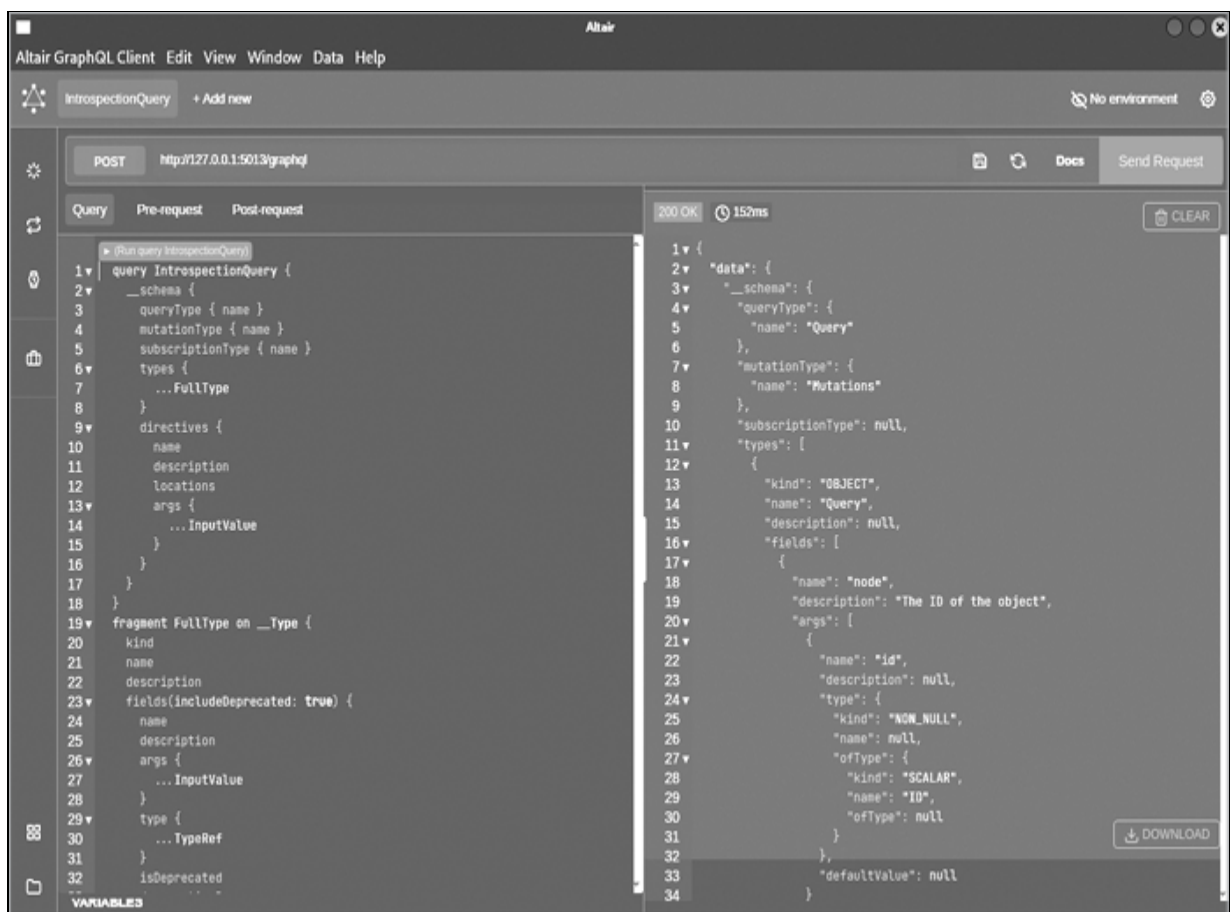 Altair
Altair GraphQL Client Edit View Window Data Help
IntrospectionQuery + Add new No environment
POST http://127.0.0.1:5013/graphql Docs Send Request
Query Pre-request Post-request
(Run query IntrospectionQuery)
1 query IntrospectionQuery {
2 __schema {
3 queryType { name }
4 mutationType { name }
5 subscriptionType { name }
6 types {
7 ...FullType
8 }
9 directives {
10 name
11 description
12 locations
13 args {
14 ...InputValue
15 }
16 }
17 }
18 }
19 fragment FullType on __Type {
20 kind
21 name
22 description
23 fields(includeDeprecated: true) {
24 name
25 description
26 args {
27 ...InputValue
28 }
29 type {
30 ...TypeRef
31 }
32 isDeprecated
VARIABLES
200 OK 152ms CLEAR
1 {
2 "data": {
3 "__schema": {
4 "queryType": {
5 "name": "Query"
6 },
7 "mutationType": {
8 "name": "Mutations"
9 },
10 "subscriptionType": null,
11 "types": [
12 {
13 "kind": "OBJECT",
14 "name": "Query",
15 "description": null,
16 "fields": [
17 {
18 "name": "node",
19 "description": "The ID of the object",
20 "args": [
21 {
22 "name": "id",
23 "description": null,
24 "type": {
25 "kind": "NON_NULL",
26 "name": null,
27 "ofType": {
28 "kind": "SCALAR",
29 "name": "ID",
30 "ofType": null
31 }
32 },
33 "defaultValue": null
34 }
DOWNLOAD